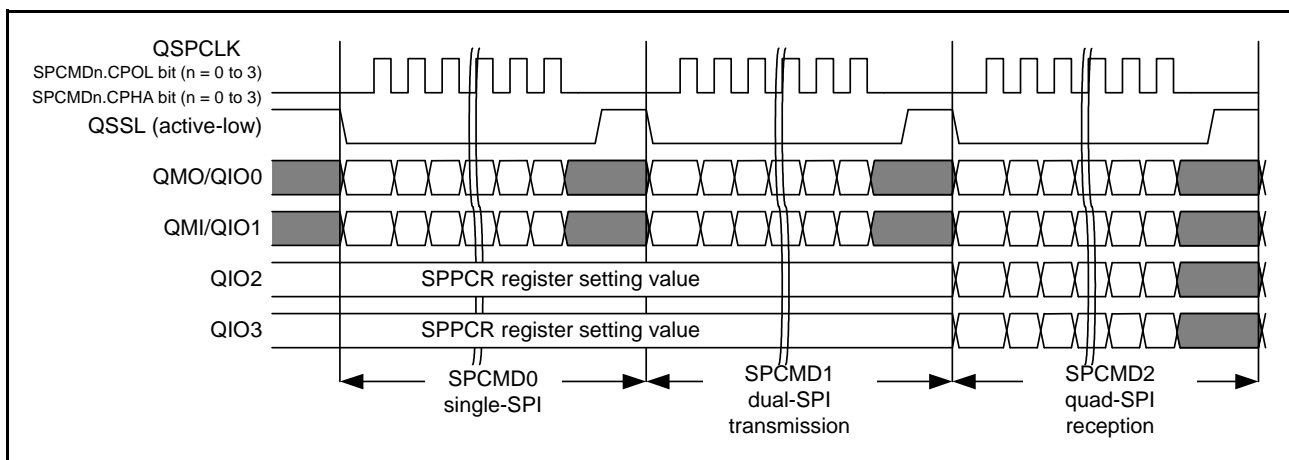 QSPCLK
SPCMDn.CPOL bit (n = 0 to 3)
SPCMDn.CPHA bit (n = 0 to 3)
QSSL (active-low)
QMO/QIO0
QMI/QIO1
QIO2
SPPCR register setting value
QIO3
SPPCR register setting value
SPCMD0
single-SPI
SPCMD1
dual-SPI
transmission
SPCMD2
quad-SPI
reception